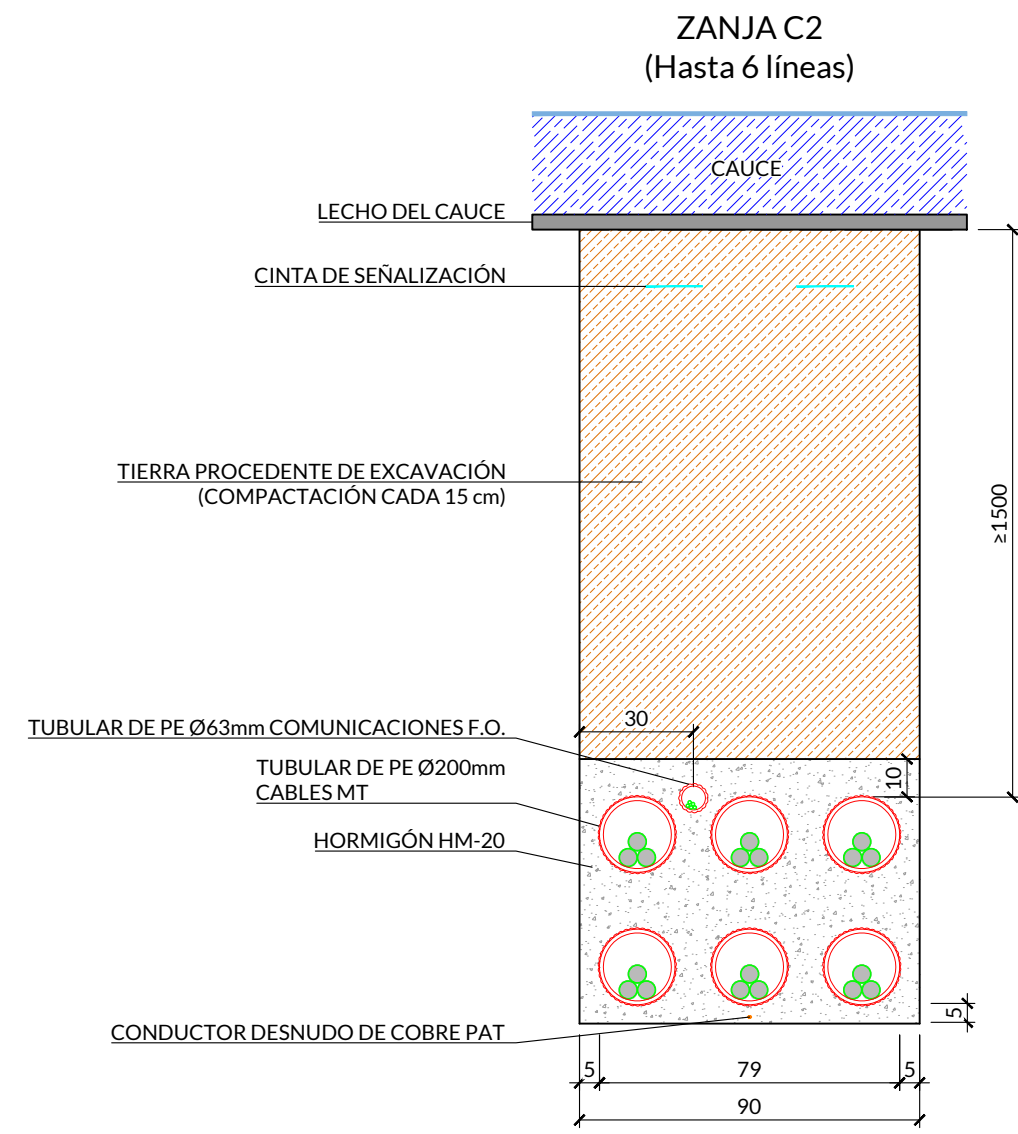 ZANJA C2
(Hasta 6 líneas)
CAUCE
LECHO DEL CAUCE
CINTA DE SEÑALIZACIÓN
TIERRA PROCEDENTE DE EXCAVACIÓN
(COMPACTACIÓN CADA 15 cm)
≥1500
30
TUBULAR DE PE Ø63mm COMUNICACIONES F.O.
10
TUBULAR DE PE Ø200mm
CABLES MT
HORMIGÓN HM-20
CONDUCTOR DESNUDO DE COBRE PAT
5
5
79
5
90